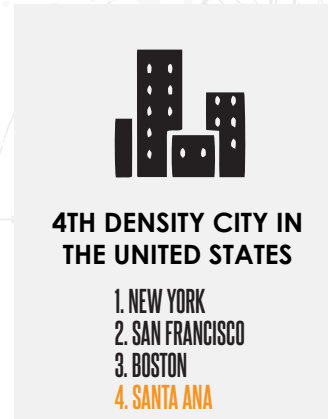 4TH DENSITY CITY IN
THE UNITED STATES
1. NEW YORK
2. SAN FRANCISCO
3. BOSTON
4. SANTA ANA